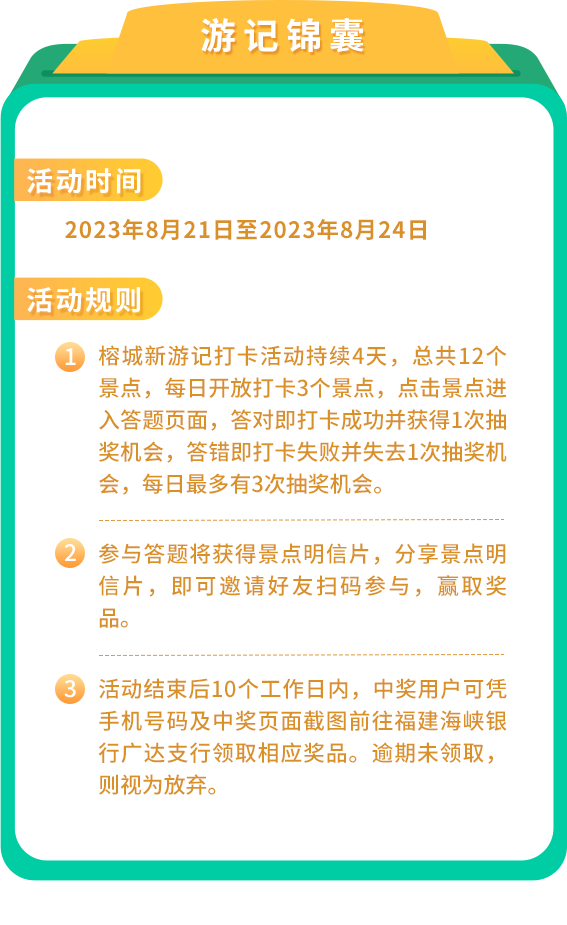 游记锦囊
活动时间
2023年8月21日至2023年8月24日
活动规则
1 榕城新游记打卡活动持续4天，总共12个
景点，每日开放打卡3个景点，点击景点进
入答题页面，答对即打卡成功并获得1次抽
奖机会，答错即打卡失败并失去1次抽奖机
会，每日最多有3次抽奖机会。
2 参与答题将获得景点明信片，分享景点明
信片，即可邀请好友扫码参与，赢取奖
品。
3 活动结束后10个工作日内，中奖用户可凭
手机号码及中奖页面截图前往福建海峡银
行广达支行领取相应奖品。逾期未领取，
则视为放弃。